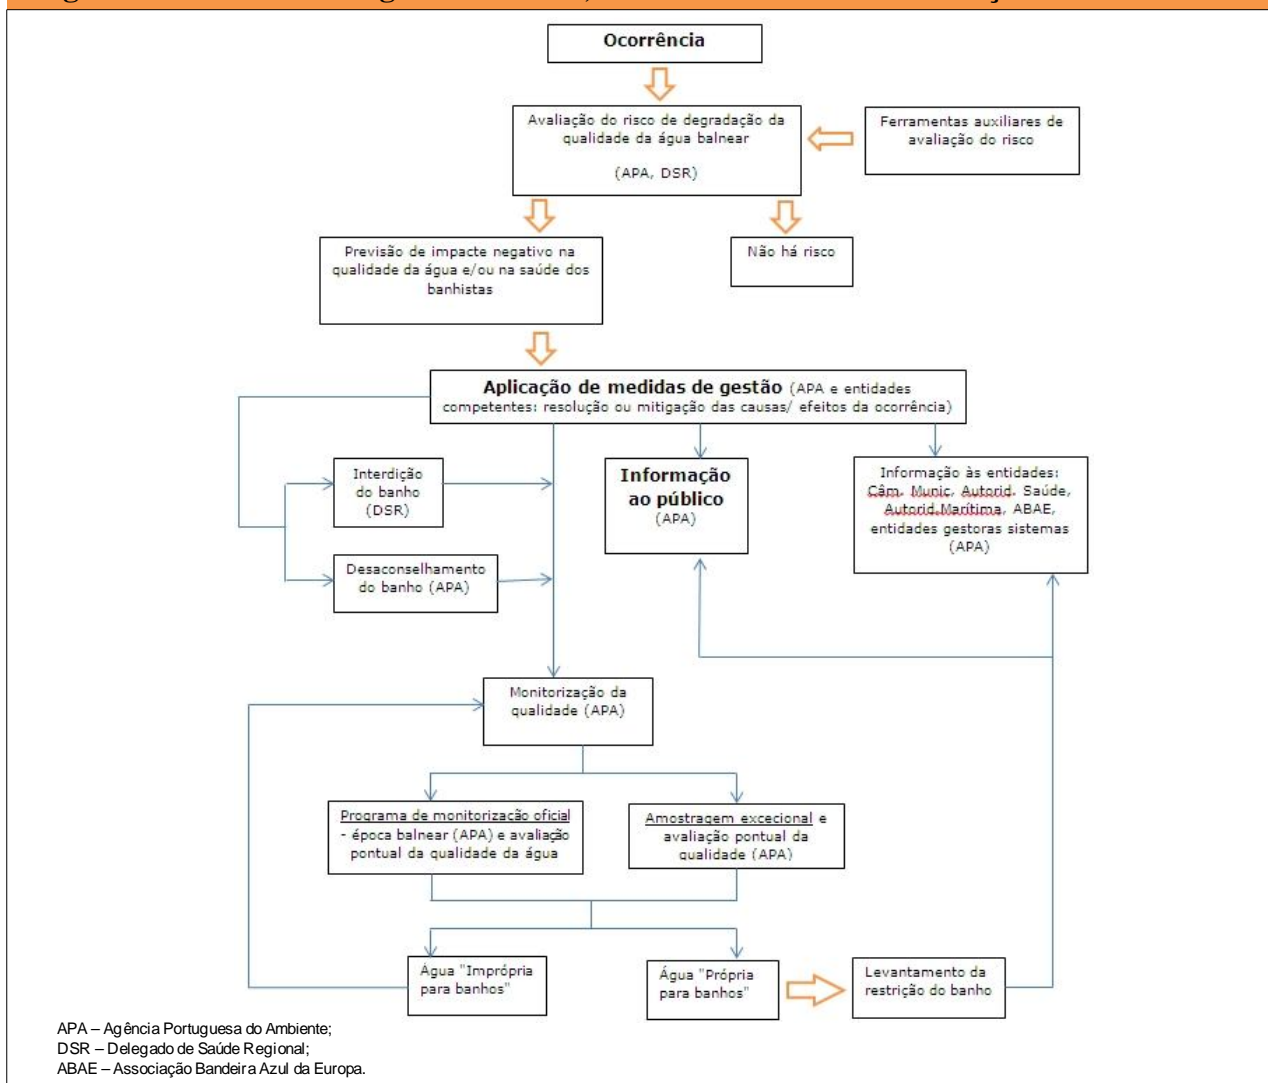 Ocorrência
Avaliação do risco de degradação da
qualidade da água balnear
(APA, DSR)
Ferramentas auxiliares de
avaliação do risco
Previsão de impacte negativo na
qualidade da água e/ou na saúde dos
banhistas
Não há risco
Aplicação de medidas de gestão (APA e entidades
competentes: resolução ou mitigação das causas/ efeitos da ocorrência)
Interdição
do banho
(DSR)
Informação
ao público
(APA)
Informação às entidades:
Câm. Munic, Autorid. Saúde,
Autorid.Marítima, ABAE,
entidades gestoras sistemas
(APA)
Desaconselhamento
do banho (APA)
Monitorização da
qualidade (APA)
Programa de monitorização oficial
- época balnear (APA) e avaliação
pontual da qualidade da água
Amostragem excecional e
avaliação pontual da
qualidade (APA)
Água "Imprópria
para banhos"
Água "Própria
para banhos"
Levantamento da
restrição do banho
APA – Agência Portuguesa do Ambiente;
DSR – Delegado de Saúde Regional;
ABAE – Associação Bandeira Azul da Europa.